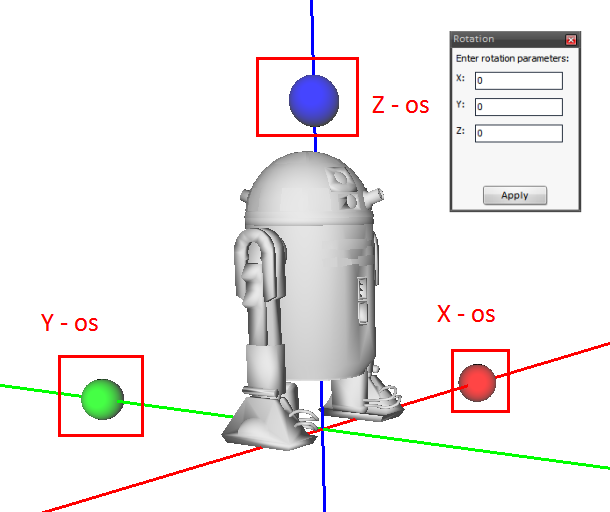 Rotation
Enter rotation parameters:
X: 0
Y: 0
Z: 0
Apply
Z - os
Y - os
X - os